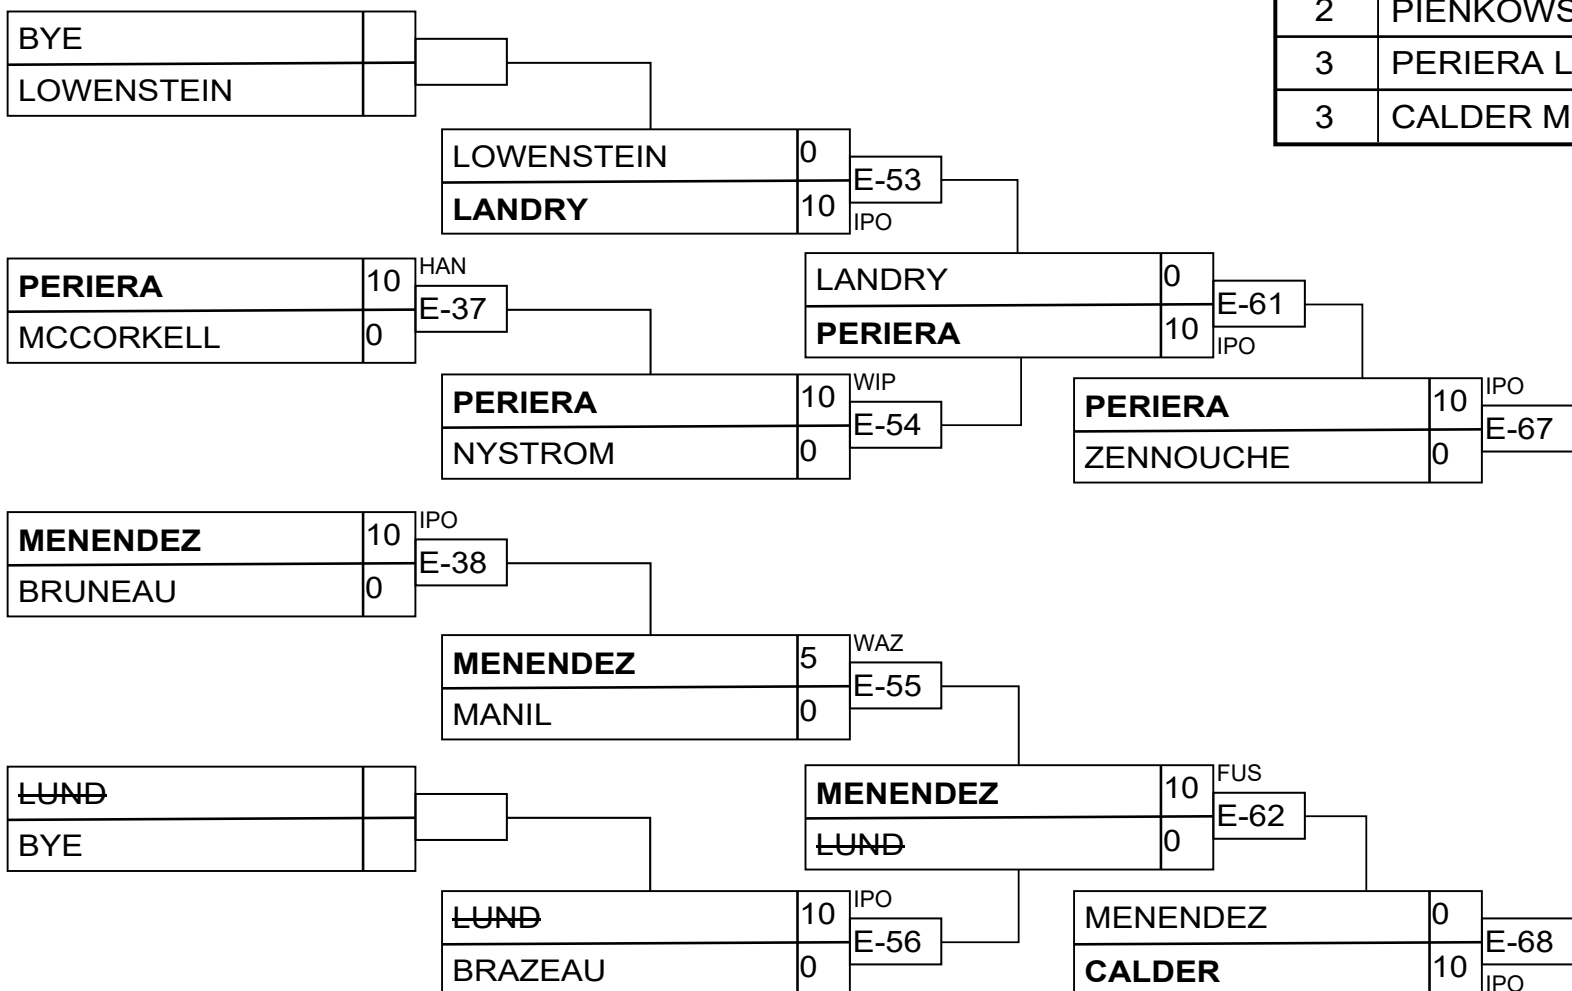 2 PIENKOWS
BYE
LOWENSTEIN
3 PERIERA L
3 CALDER M
LOWENSTEIN 0
E-53
LANDRY 10
IPO
PERIERA 10 HAN
E-37
MCCORKELL 0
LANDRY 0
E-61
PERIERA 10
IPO
PERIERA 10 WIP
E-54
NYSTROM 0
PERIERA 10 IPO
E-67
ZENNOUCHE 0
MENENDEZ 10 IPO
E-38
BRUNEAU 0
MENENDEZ 5 WAZ
E-55
MANIL 0
LUND
BYE
MENENDEZ 10 FUS
E-62
LUND 0
LUND 10 IPO
E-56
BRAZEAU 0
MENENDEZ 0
E-68
CALDER 10
IPO